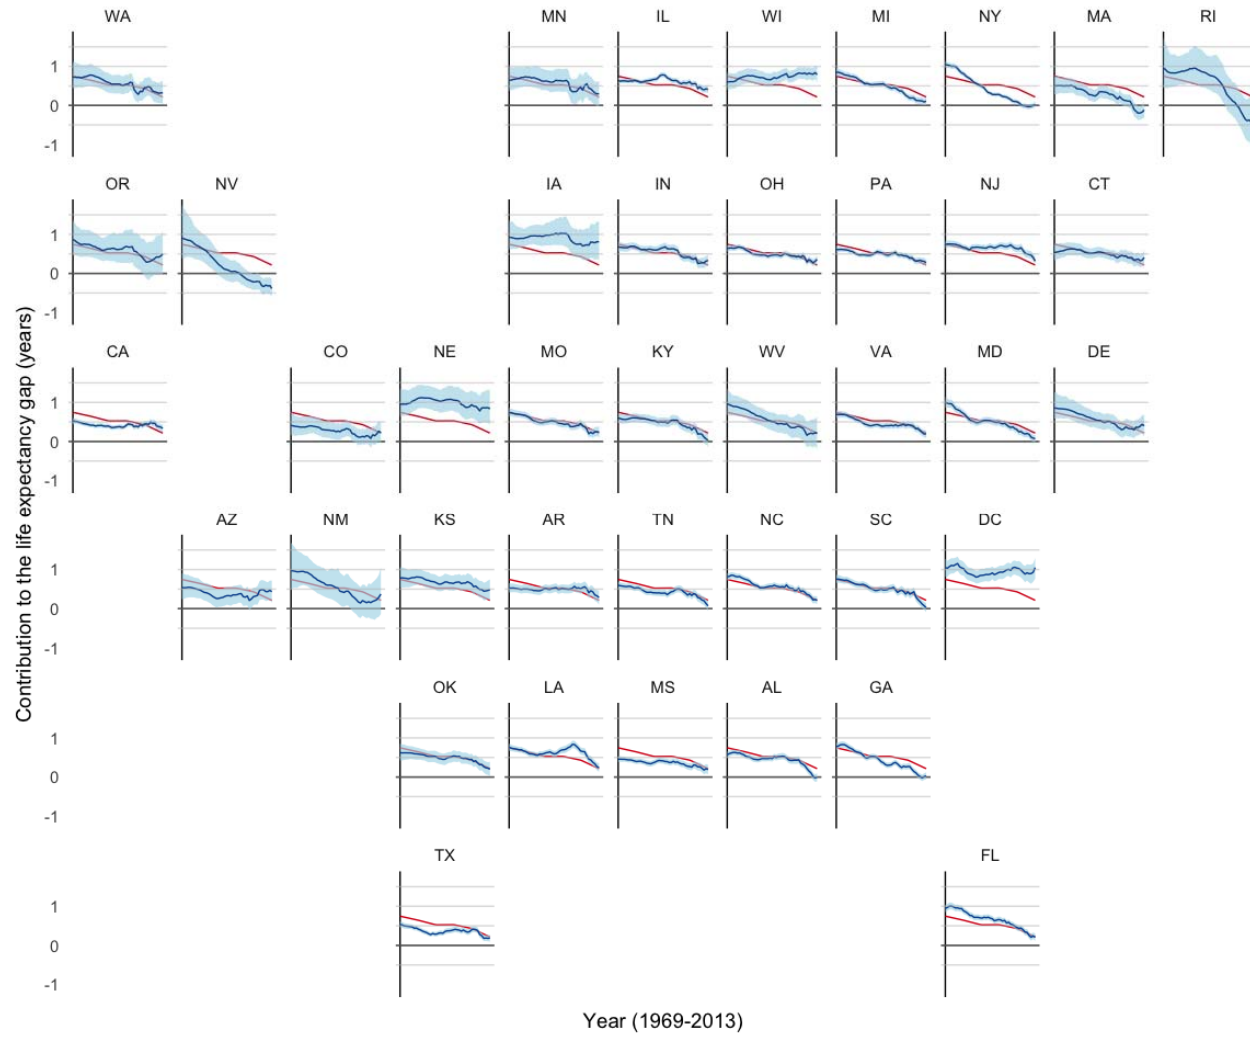 WA MN IL WI MI NY MA RI
1
0
-1
OR NV IA IN OH PA NJ CT
1
0
-1
CA CO NE MO KY WV VA MD DE
1
0
-1
AZ NM KS AR TN NC SC DC
1
0
-1
OK LA MS AL GA
1
0
-1
TX FL
1
0
-1
Contribution to the life expectancy gap (years)
Year (1969-2013)